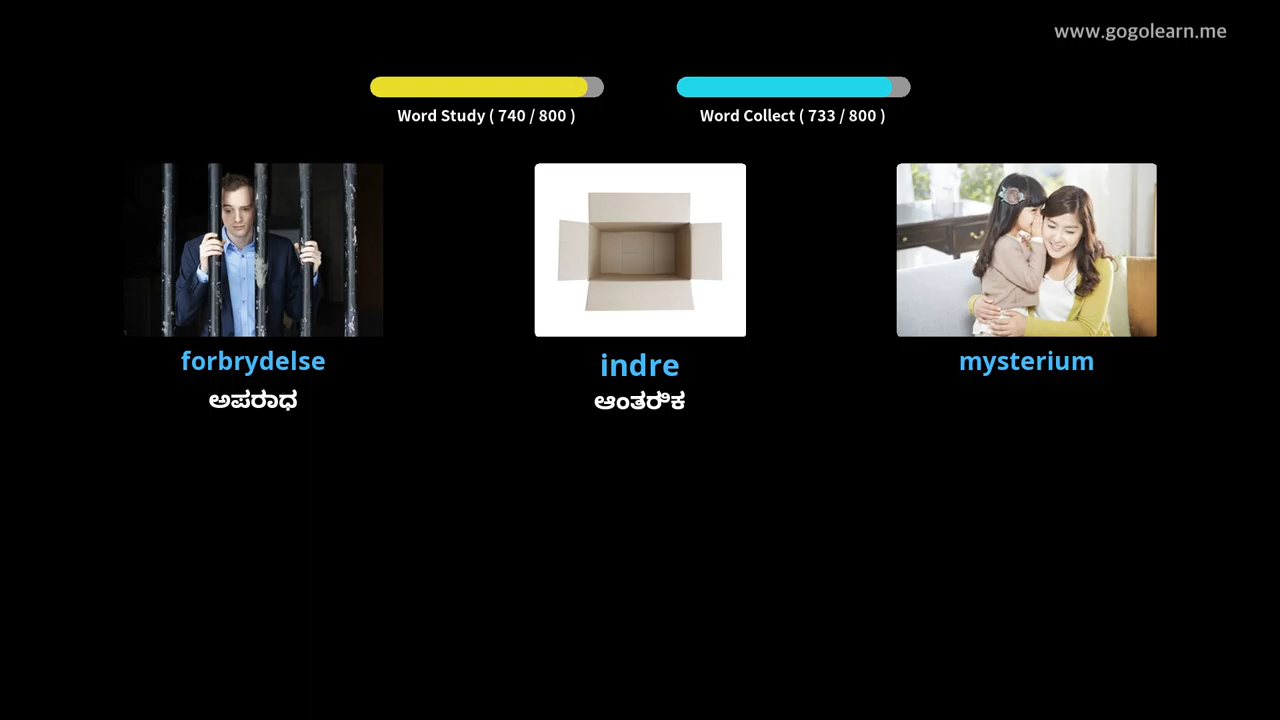 www.gogolearn.me
Word Study ( 740 / 800 )
Word Collect ( 733 / 800 )
forbrydelse
indre
mysterium
ಅಪರಾಧ
ಆಂತರಿಕ